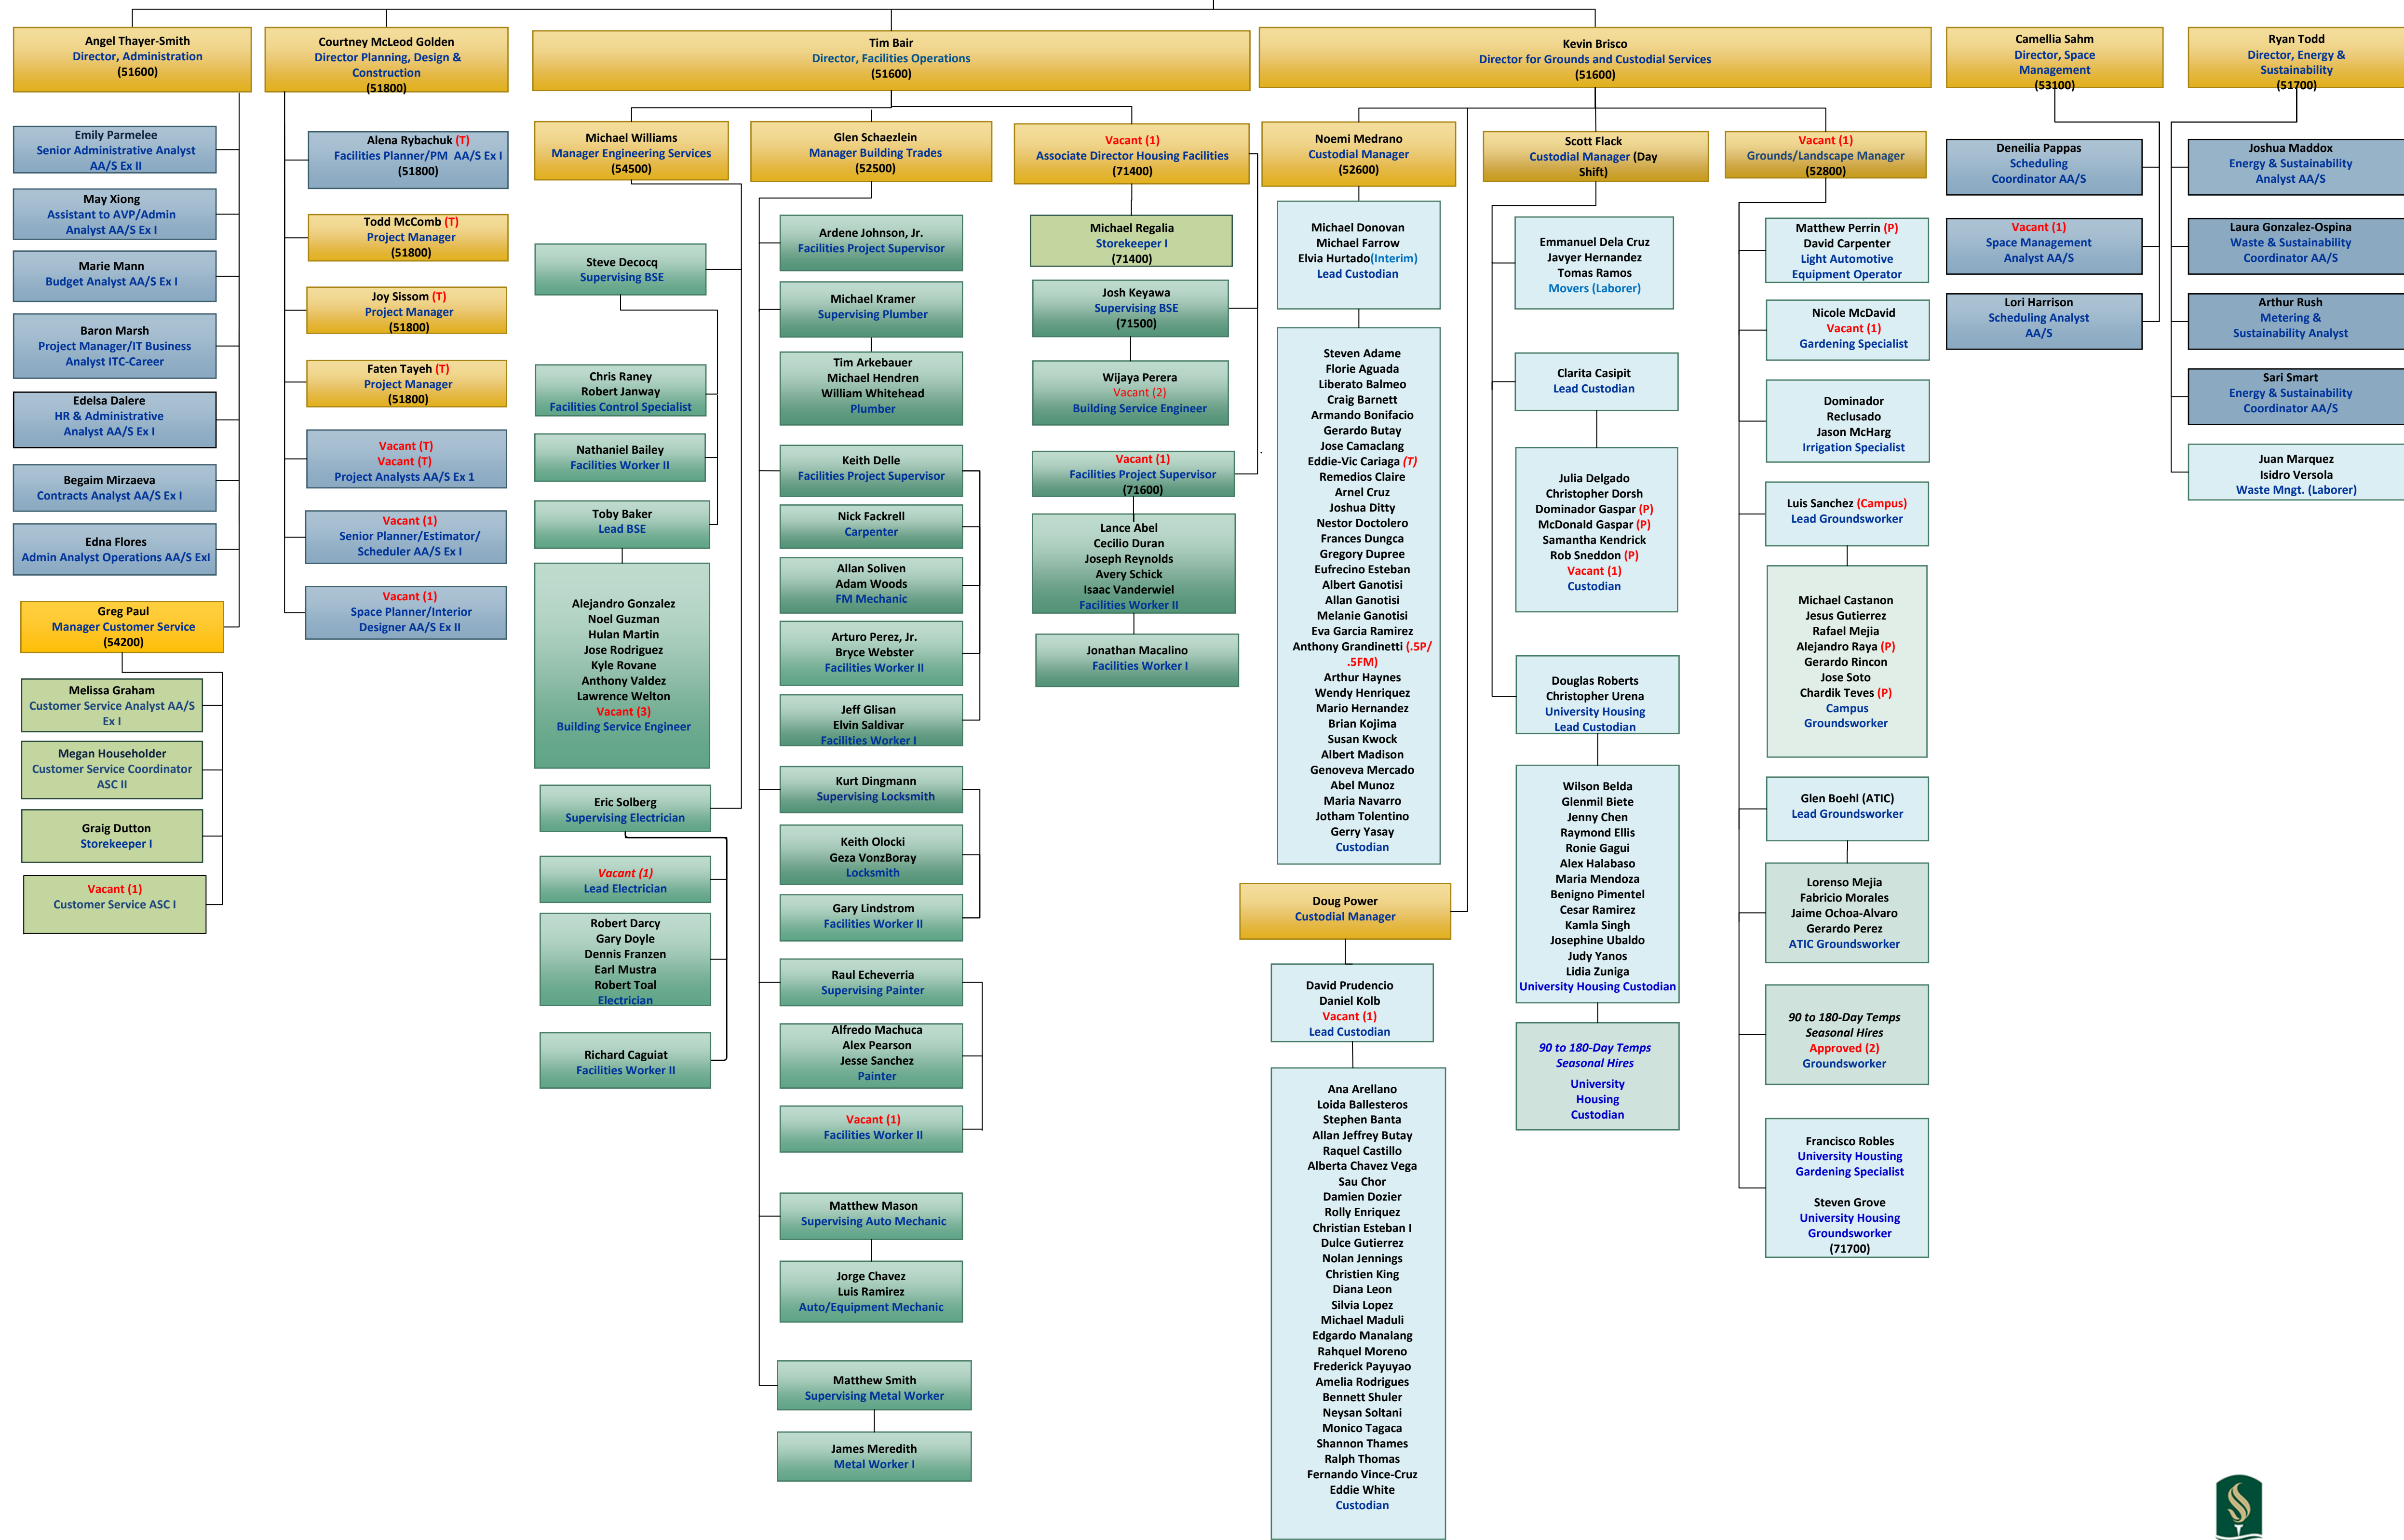 Angel Thayer-Smith
Director, Administration
(51600)
Emily Parmelee
Senior Administrative Analyst
AA/S Ex II
May Xiong
Assistant to AVP/Admin
Analyst AA/S Ex I
Marie Mann
Budget Analyst AA/S Ex I
Baron Marsh
Project Manager/IT Business
Analyst ITC-Career
Edelsa Dalere
HR & Administrative
Analyst AA/S Ex I
Begaim Mirzaeva
Contracts Analyst AA/S Ex I
Edna Flores
Admin Analyst Operations AA/S ExI
Greg Paul
Manager Customer Service
(54200)
Melissa Graham
Customer Service Analyst AA/S
Ex I
Megan Householder
Customer Service Coordinator
ASC II
Graig Dutton
Storekeeper I
Vacant (1)
Customer Service ASC I
Courtney McLeod Golden
Director Planning, Design &
Construction
(51800)
Alena Rybachuk (T)
Facilities Planner/PM AA/S Ex I
(51800)
Todd McComb (T)
Project Manager
(51800)
Joy Sissom (T)
Project Manager
(51800)
Faten Tayeh (T)
Project Manager
(51800)
Vacant (T)
Vacant (T)
Project Analysts AA/S Ex 1
Vacant (1)
Senior Planner/Estimator/
Scheduler AA/S Ex I
Vacant (1)
Space Planner/Interior
Designer AA/S Ex II
Tim Bair
Director, Facilities Operations
(51600)
Michael Williams
Manager Engineering Services
(54500)
Steve Decocq
Supervising BSE
Chris Raney
Robert Janway
Facilities Control Specialist
Nathaniel Bailey
Facilities Worker II
Toby Baker
Lead BSE
Alejandro Gonzalez
Noel Guzman
Hulan Martin
Jose Rodriguez
Kyle Rovane
Anthony Valdez
Lawrence Welton
Vacant (3)
Building Service Engineer
Eric Solberg
Supervising Electrician
Vacant (1)
Lead Electrician
Robert Darcy
Gary Doyle
Dennis Franzen
Earl Mustra
Robert Toal
Electrician
Richard Caguiat
Facilities Worker II
Glen Schaezlein
Manager Building Trades
(52500)
Ardene Johnson, Jr.
Facilities Project Supervisor
Michael Kramer
Supervising Plumber
Tim Arkebauer
Michael Hendren
William Whitehead
Plumber
Keith Delle
Facilities Project Supervisor
Nick Fackrell
Carpenter
Allan Soliven
Adam Woods
FM Mechanic
Arturo Perez, Jr.
Bryce Webster
Facilities Worker II
Jeff Glisan
Elvin Saldivar
Facilities Worker I
Kurt Dingmann
Supervising Locksmith
Keith Olocki
Geza VonzBoray
Locksmith
Gary Lindstrom
Facilities Worker II
Raul Echeverria
Supervising Painter
Alfredo Machuca
Alex Pearson
Jesse Sanchez
Painter
Vacant (1)
Facilities Worker II
Matthew Mason
Supervising Auto Mechanic
Jorge Chavez
Luis Ramirez
Auto/Equipment Mechanic
Matthew Smith
Supervising Metal Worker
James Meredith
Metal Worker I
Vacant (1)
Associate Director Housing Facilities
(71400)
Michael Regalia
Storekeeper I
(71400)
Josh Keyawa
Supervising BSE
(71500)
Wijaya Perera
Vacant (2)
Building Service Engineer
Vacant (1)
Facilities Project Supervisor
(71600)
Lance Abel
Cecilio Duran
Joseph Reynolds
Avery Schick
Isaac Vanderwiel
Facilities Worker II
Jonathan Macalino
Facilities Worker I
Kevin Brisco
Director for Grounds and Custodial Services
(51600)
Noemi Medrano
Custodial Manager
(52600)
Michael Donovan
Michael Farrow
Elvia Hurtado(Interim)
Lead Custodian
Steven Adame
Florie Aguada
Liberato Balmeo
Craig Barnett
Armando Bonifacio
Gerardo Butay
Jose Camaclang
Eddie-Vic Cariaga (T)
Remedios Claire
Arnel Cruz
Joshua Ditty
Nestor Doctolero
Frances Dungca
Gregory Dupree
Eufrecino Esteban
Albert Ganotisi
Allan Ganotisi
Melanie Ganotisi
Eva Garcia Ramirez
Anthony Grandinetti (.5P/
.5FM)
Arthur Haynes
Wendy Henriquez
Mario Hernandez
Brian Kojima
Susan Kwock
Albert Madison
Genoveva Mercado
Abel Munoz
Maria Navarro
Jotham Tolentino
Gerry Yasay
Custodian
Doug Power
Custodial Manager
David Prudencio
Daniel Kolb
Vacant (1)
Lead Custodian
Ana Arellano
Loida Ballesteros
Stephen Banta
Allan Jeffrey Butay
Raquel Castillo
Alberta Chavez Vega
Sau Chor
Damien Dozier
Rolly Enriquez
Christian Esteban I
Dulce Gutierrez
Nolan Jennings
Christien King
Diana Leon
Silvia Lopez
Michael Maduli
Edgardo Manalang
Rahquel Moreno
Frederick Payuyao
Amelia Rodrigues
Bennett Shuler
Neysan Soltani
Monico Tagaca
Shannon Thames
Ralph Thomas
Fernando Vince-Cruz
Eddie White
Custodian
Scott Flack
Custodial Manager (Day
Shift)
Emmanuel Dela Cruz
Javyer Hernandez
Tomas Ramos
Movers (Laborer)
Clarita Casipit
Lead Custodian
Julia Delgado
Christopher Dorsh
Dominador Gaspar (P)
McDonald Gaspar (P)
Samantha Kendrick
Rob Sneddon (P)
Vacant (1)
Custodian
Douglas Roberts
Christopher Urena
University Housing
Lead Custodian
Wilson Belda
Glenmil Biete
Jenny Chen
Raymond Ellis
Ronie Gagui
Alex Halabaso
Maria Mendoza
Benigno Pimentel
Cesar Ramirez
Kamla Singh
Josephine Ubaldo
Judy Yanos
Lidia Zuniga
University Housing Custodian
90 to 180-Day Temps
Seasonal Hires
University
Housing
Custodian
Vacant (1)
Grounds/Landscape Manager
(52800)
Matthew Perrin (P)
David Carpenter
Light Automotive
Equipment Operator
Nicole McDavid
Vacant (1)
Gardening Specialist
Dominador
Reclusado
Jason McHarg
Irrigation Specialist
Luis Sanchez (Campus)
Lead Groundsworker
Michael Castanon
Jesus Gutierrez
Rafael Mejia
Alejandro Raya (P)
Gerardo Rincon
Jose Soto
Chardik Teves (P)
Campus
Groundsworker
Glen Boehl (ATIC)
Lead Groundsworker
Lorenso Mejia
Fabricio Morales
Jaime Ochoa-Alvaro
Gerardo Perez
ATIC Groundsworker
90 to 180-Day Temps
Seasonal Hires
Approved (2)
Groundsworker
Francisco Robles
University Housting
Gardening Specialist
Steven Grove
University Housing
Groundsworker
(71700)
Camellia Sahm
Director, Space
Management
(53100)
Deneilia Pappas
Scheduling
Coordinator AA/S
Vacant (1)
Space Management
Analyst AA/S
Lori Harrison
Scheduling Analyst
AA/S
Ryan Todd
Director, Energy &
Sustainability
(51700)
Joshua Maddox
Energy & Sustainability
Analyst AA/S
Laura Gonzalez-Ospina
Waste & Sustainability
Coordinator AA/S
Arthur Rush
Metering &
Sustainability Analyst
Sari Smart
Energy & Sustainability
Coordinator AA/S
Juan Marquez
Isidro Versola
Waste Mngt. (Laborer)